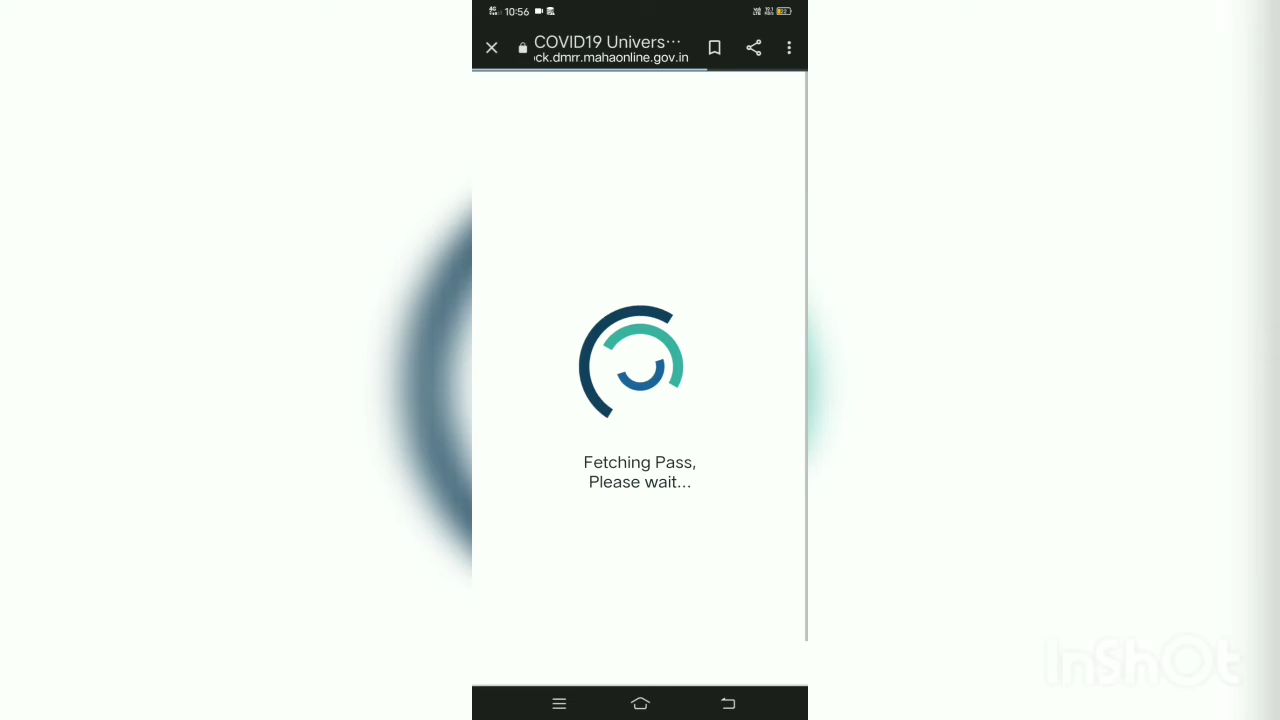 10:56
COVID19 Univers···
ck.dmrr.mahaonline.gov.in
Fetching Pass,
Please wait...
InShOt